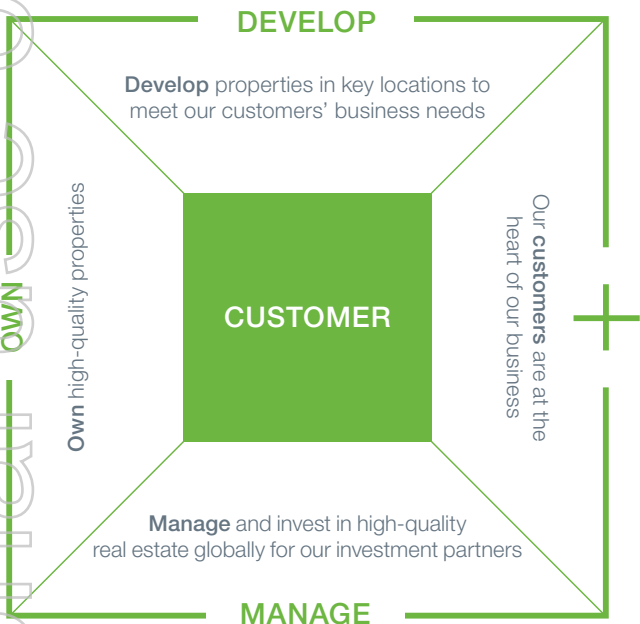 DEVELOP
Develop properties in key locations to
meet our customers' business needs
OWN
Own high-quality properties
CUSTOMER
Our customers are at the
heart of our business
Manage and invest in high-quality
real estate globally for our investment partners
MANAGE